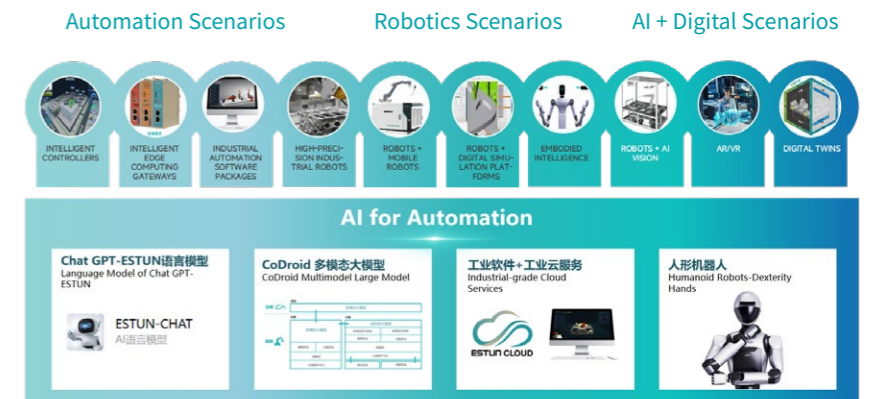 Automation Scenarios
Robotics Scenarios
AI + Digital Scenarios
INTELLIGENT
CONTROLLERS
INTELLIGENT
EDGE
COMPUTING
GATEWAYS
INDUSTRIAL
AUTOMATION
SOFTWARE
PACKAGES
HIGH-PRECI-
SION INDUS-
TRIAL ROBOTS
ROBOTS +
MOBILE
ROBOTS
ROBOTS +
DIGITAL SIMU-
LATION PLAT-
FORMS
EMBODIED
INTELLIGENCE
ROBOTS + AI
VISION
AR/VR
DIGITAL TWINS
AI for Automation
Chat GPT-ESTUN语言模型
Language Model of Chat GPT-
ESTUN
ESTUN-CHAT
AI语言模型
CoDroid 多模态大模型
CoDroid Multimodel Large Model
工业软件+工业云服务
Industrial-grade Cloud
Services
ESTUN CLOUD
人形机器人
Humanoid Robots-Dexterity
Hands